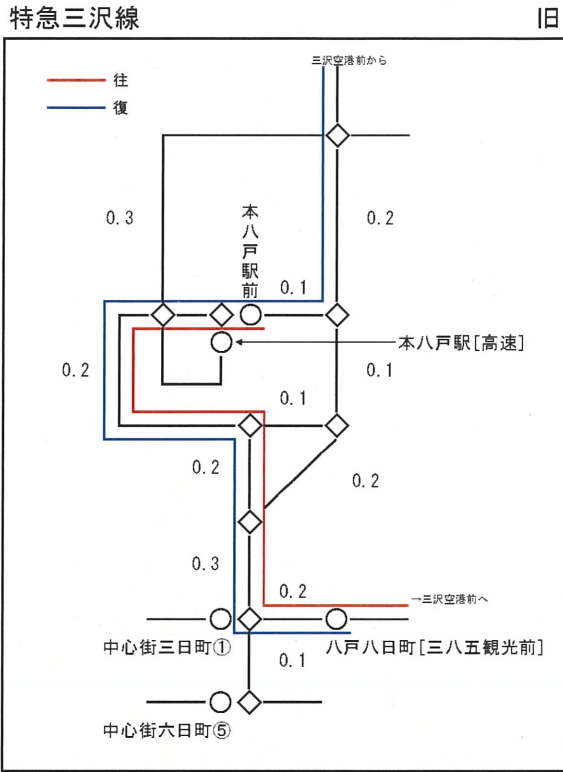 特急三沢線
旧
三沢空港前から
往
復
0.3
本八戸駅前
0.2
0.1
本八戸駅[高速]
0.2
0.1
0.1
0.2
0.2
0.3
0.2
→三沢空港前へ
中心街三日町①
八戸八日町[三八五観光前]
0.1
中心街六日町⑤